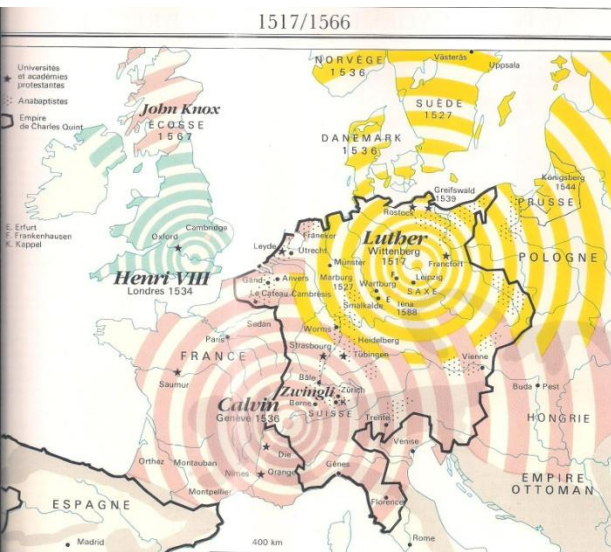 1517/1566
Universités
et académies
protestantes
Anabaptistes
Empire
de Charles Quint
E. Erfurt
F. Frankenhausen
K. Kappel
John Knox
ÉCOSSE
1567
NORVÈGE
1536
Västerås
Uppsala
SUÈDE
1527
DANEMARK
1536
Königsberg
1544
PRUSSE
Greifswald
1539
Rostock
POLOGNE
Oxford
Cambridge
Henri VIII
Londres 1534
Franeker
Leyde
Utrecht
Münster
Gand
Anvers
Le Cateau-Cambrésis
Luther
Wittenberg
1517
Francfort
Leipzig
Marburg
1527
Wartburg
F
E
SAXE
Smalkalde
Iéna
1588
Sedan
Worms
Heidelberg
Strasbourg
Tübingen
Vienne
Paris
FRANCE
Saumur
Bâle
Zwingli
Zürich
Berne
K
SUISSE
Calvin
Genève 1536
Trente
Venise
Buda
Pest
HONGRIE
Die
Orange
Nîmes
Orthez
Montauban
Montpellier
Gênes
Florence
EMPIRE
OTTOMAN
ESPAGNE
Madrid
400 km
Rome